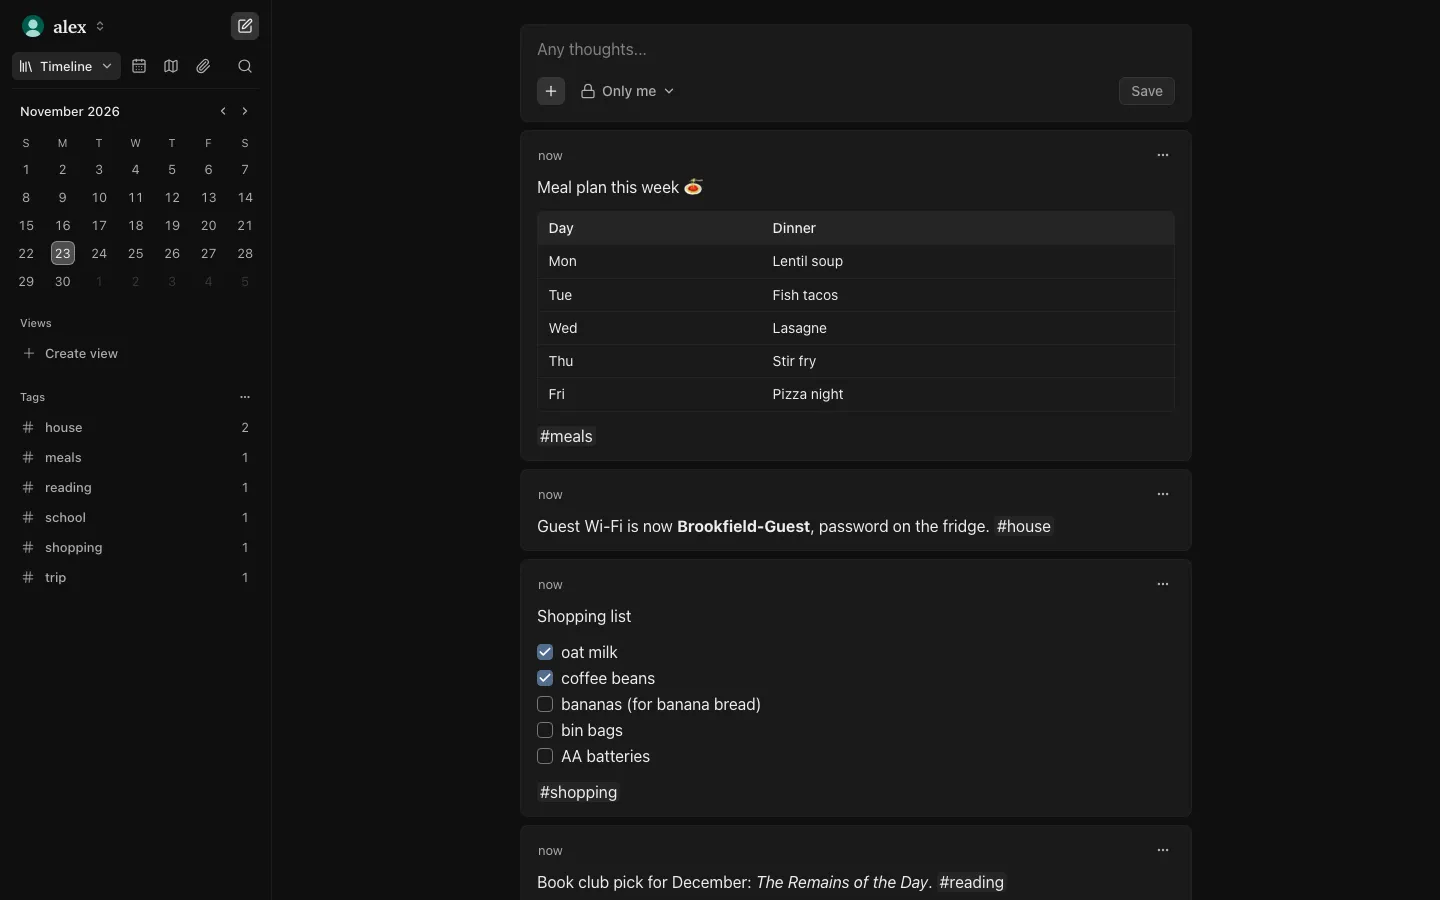 alex
Timeline
November 2026
S M T W T F S
1 2 3 4 5 6 7
8 9 10 11 12 13 14
15 16 17 18 19 20 21
22 23 24 25 26 27 28
29 30 1 2 3 4 5
Views
Create view
Tags
# house 2
# meals 1
# reading 1
# school 1
# shopping 1
# trip 1
Any thoughts...
Only me
Save
now
Meal plan this week 🍝
Day Dinner
Mon Lentil soup
Tue Fish tacos
Wed Lasagne
Thu Stir fry
Fri Pizza night
#meals
now
Guest Wi-Fi is now Brookfield-Guest, password on the fridge. #house
now
Shopping list
oat milk
coffee beans
bananas (for banana bread)
bin bags
AA batteries
#shopping
now
Book club pick for December: The Remains of the Day. #reading